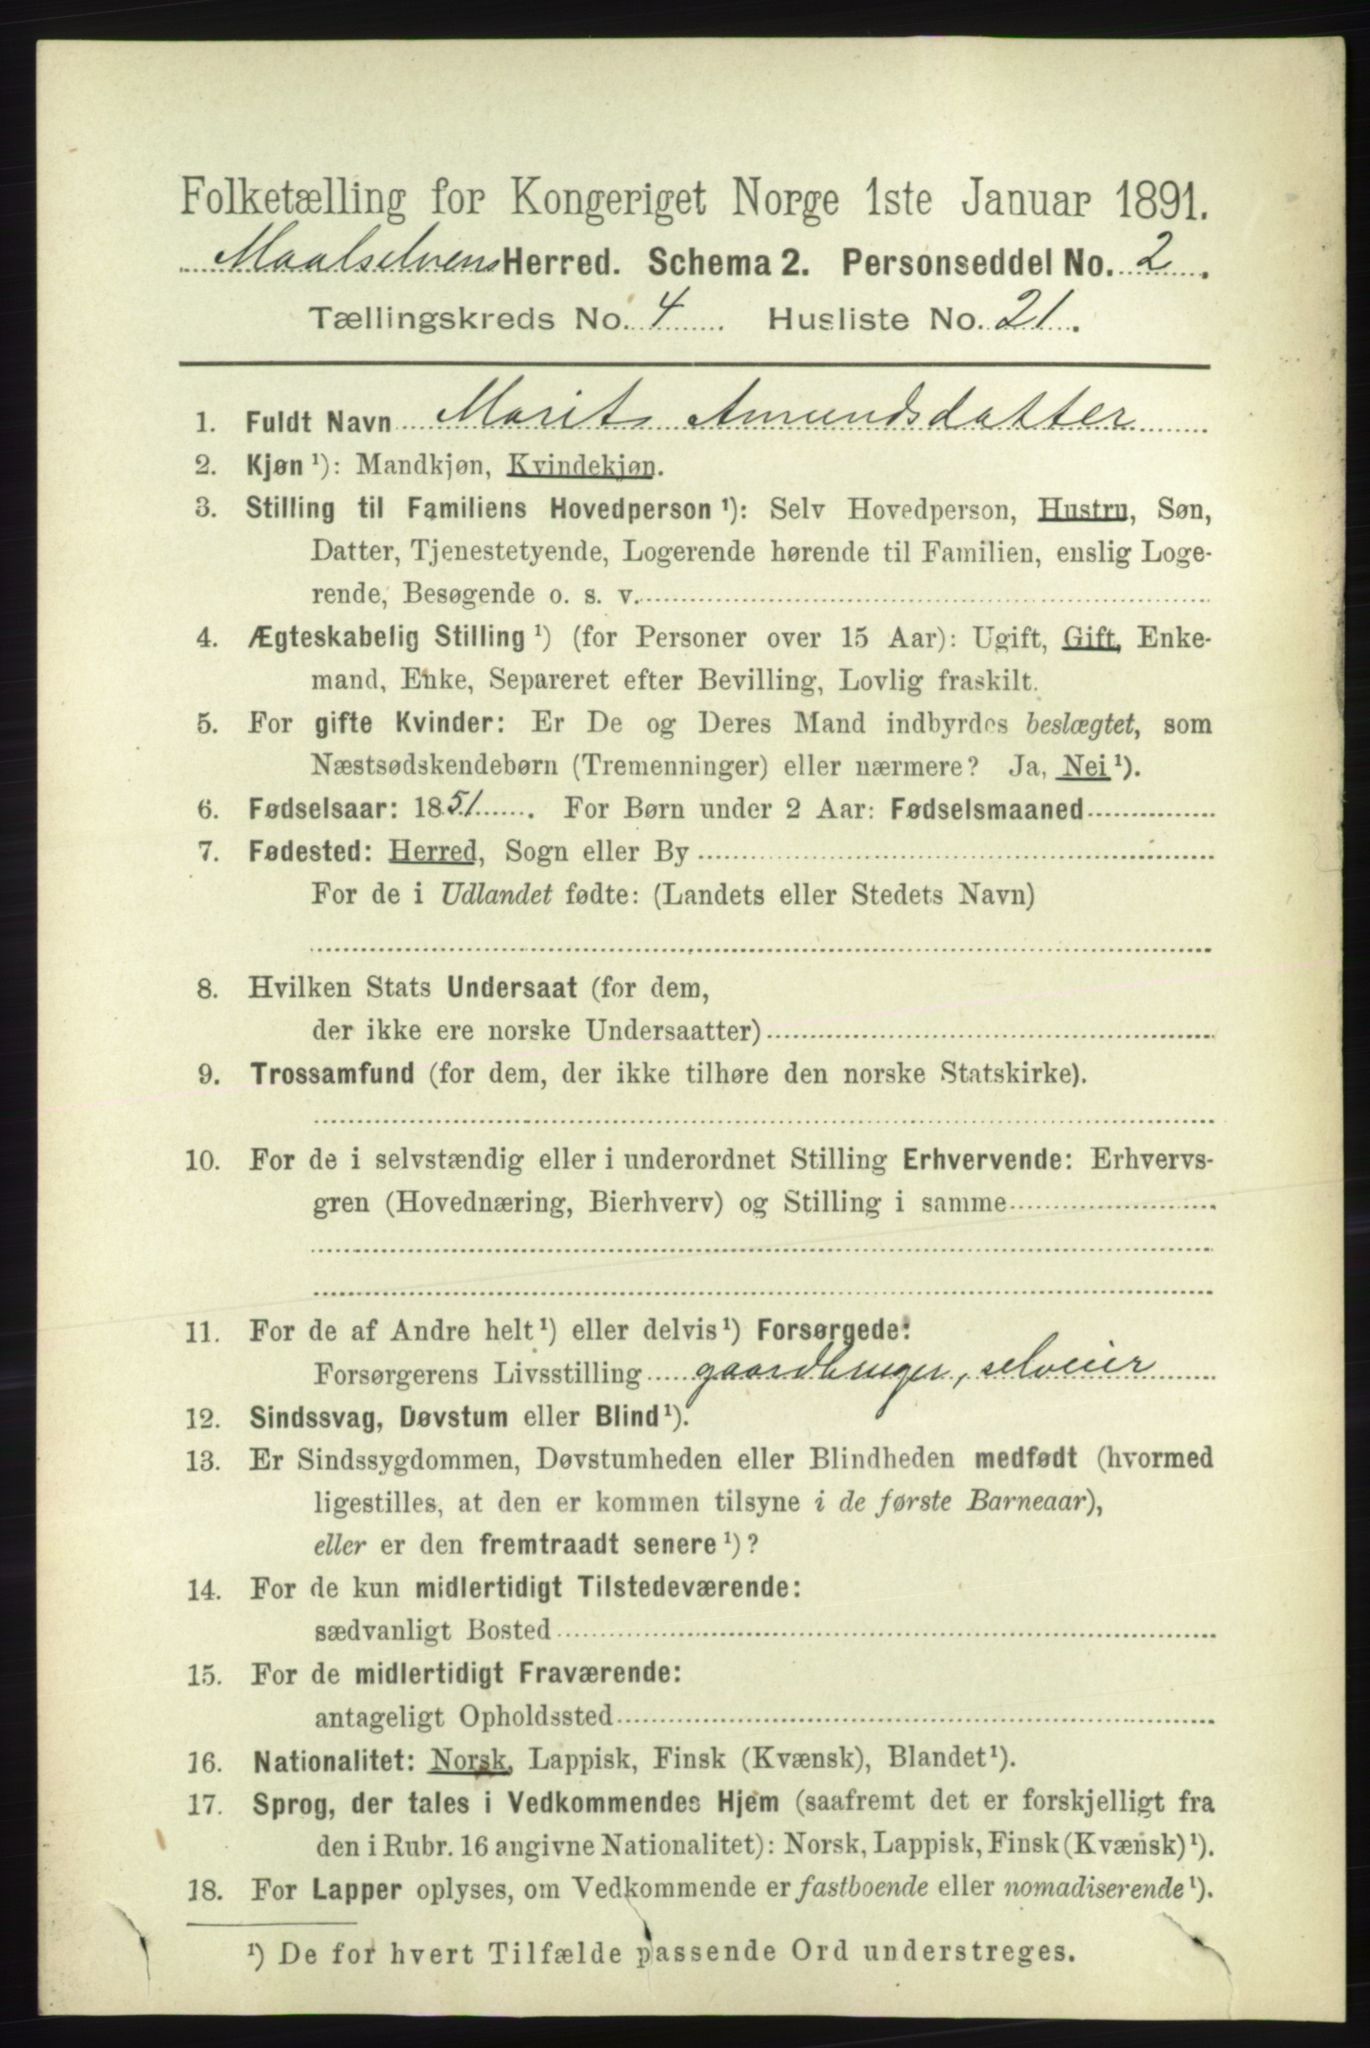 Folketælling for Kongeriget Norge 1ste Januar 1891.
Maalselvens Herred. Schema 2. Personseddel No. 2.
Tællingskreds No. 4. Husliste No. 21.
1. Fuldt Navn Marit Amundsdatter
2. Kjøn ¹): Mandkjøn, Kvindekjøn.
3. Stilling til Familiens Hovedperson ¹): Selv Hovedperson, Hustru, Søn,
Datter, Tjenestetyende, Logerende hørende til Familien, enslig Loge-
rende, Besøgende o. s. v.
4. Ægteskabelig Stilling ¹) (for Personer over 15 Aar): Ugift, Gift, Enke-
mand, Enke, Separeret efter Bevilling, Lovlig fraskilt.
5. For gifte Kvinder: Er De og Deres Mand indbyrdes beslægtet, som
Næstsødskendebørn (Tremenninger) eller nærmere? Ja, Nei ¹).
6. Fødselsaar: 1851. For Børn under 2 Aar: Fødselsmaaned
7. Fødested: Herred, Sogn eller By
For de i Udlandet fødte: (Landets eller Stedets Navn)
8. Hvilken Stats Undersaat (for dem,
der ikke ere norske Undersaatter)
9. Trossamfund (for dem, der ikke tilhøre den norske Statskirke).
10. For de i selvstændig eller i underordnet Stilling Erhvervende: Erhvervs-
gren (Hovednæring, Bierhverv) og Stilling i samme
11. For de af Andre helt ¹) eller delvis ¹) Forsørgede:
Forsørgerens Livsstilling gaardbruger, selveier
12. Sindssvag, Døvstum eller Blind ¹).
13. Er Sindssygdommen, Døvstumheden eller Blindheden medfødt (hvormed
ligestilles, at den er kommen tilsyne i de første Barneaar),
eller er den fremtraadt senere ¹)?
14. For de kun midlertidigt Tilstedeværende:
sædvanligt Bosted
15. For de midlertidigt Fraværende:
antageligt Opholdssted
16. Nationalitet: Norsk, Lappisk, Finsk (Kvænsk), Blandet ¹).
17. Sprog, der tales i Vedkommendes Hjem (saafremt det er forskjelligt fra
den i Rubr. 16 angivne Nationalitet): Norsk, Lappisk, Finsk (Kvænsk) ¹).
18. For Lapper oplyses, om Vedkommende er fastboende eller nomadiserende ¹).
¹) De for hvert Tilfælde passende Ord understreges.